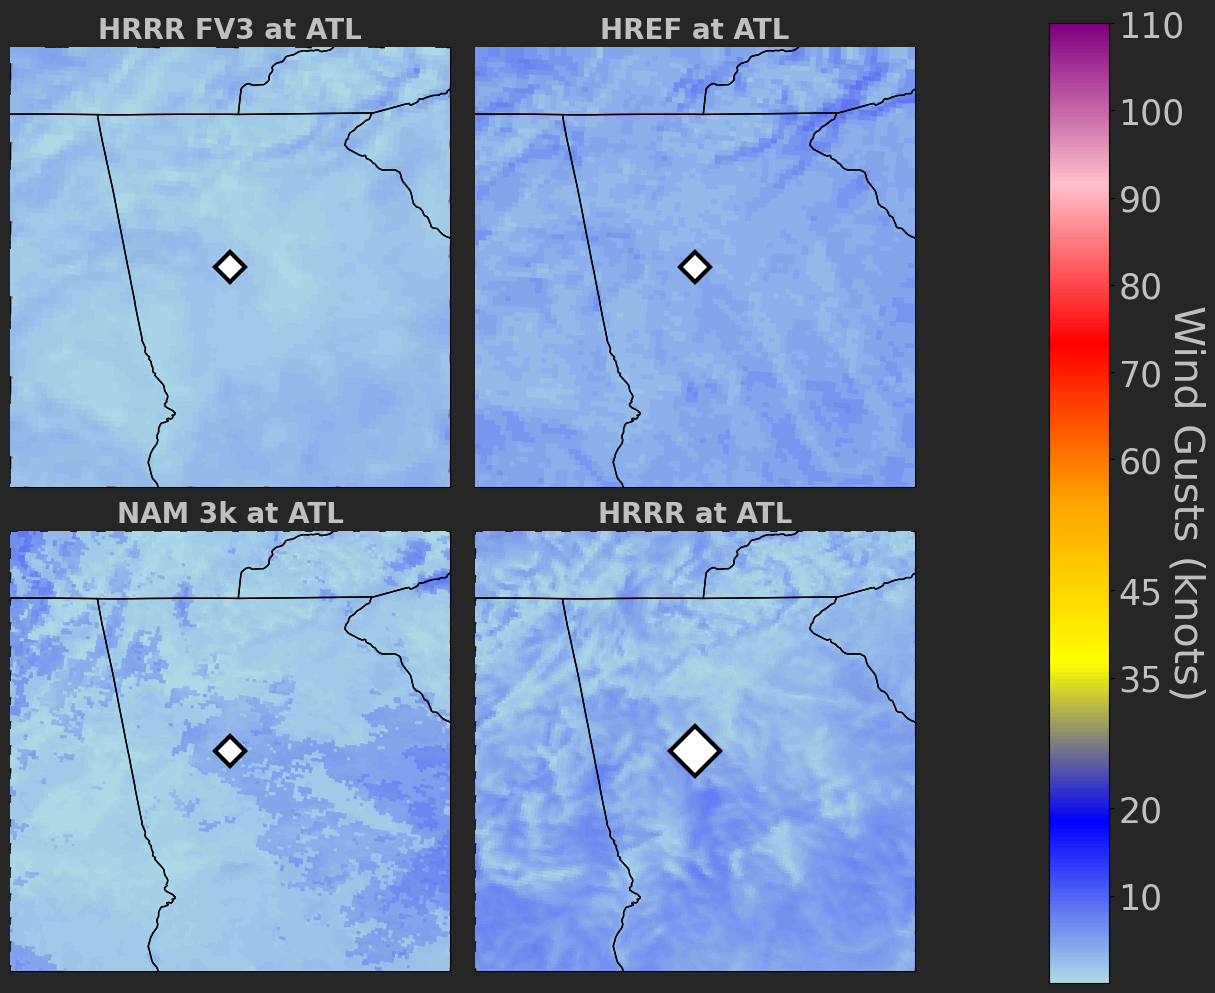 HRRR FV3 at ATL
HREF at ATL
NAM 3k at ATL
HRRR at ATL
110
100
90
80
70
60
45
35
20
10
Wind Gusts (knots)